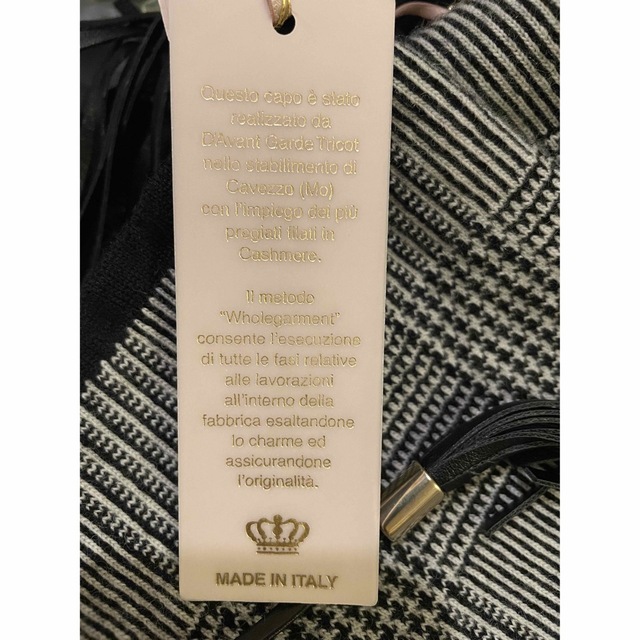 Questo capo è stato
realizzato da
D'Avant Garde Tricot
nello stabilimento di
Cavezzo (Mo)
con l'impiego dei più
pregiati filati in
Cashmere.
Il metodo
"Wholegarment"
consente l'esecuzione
di tutte le fasi relative
alle lavorazioni
all'interno della
fabbrica esaltandone
lo charme ed
assicurandone
l'originalità.
MADE IN ITALY